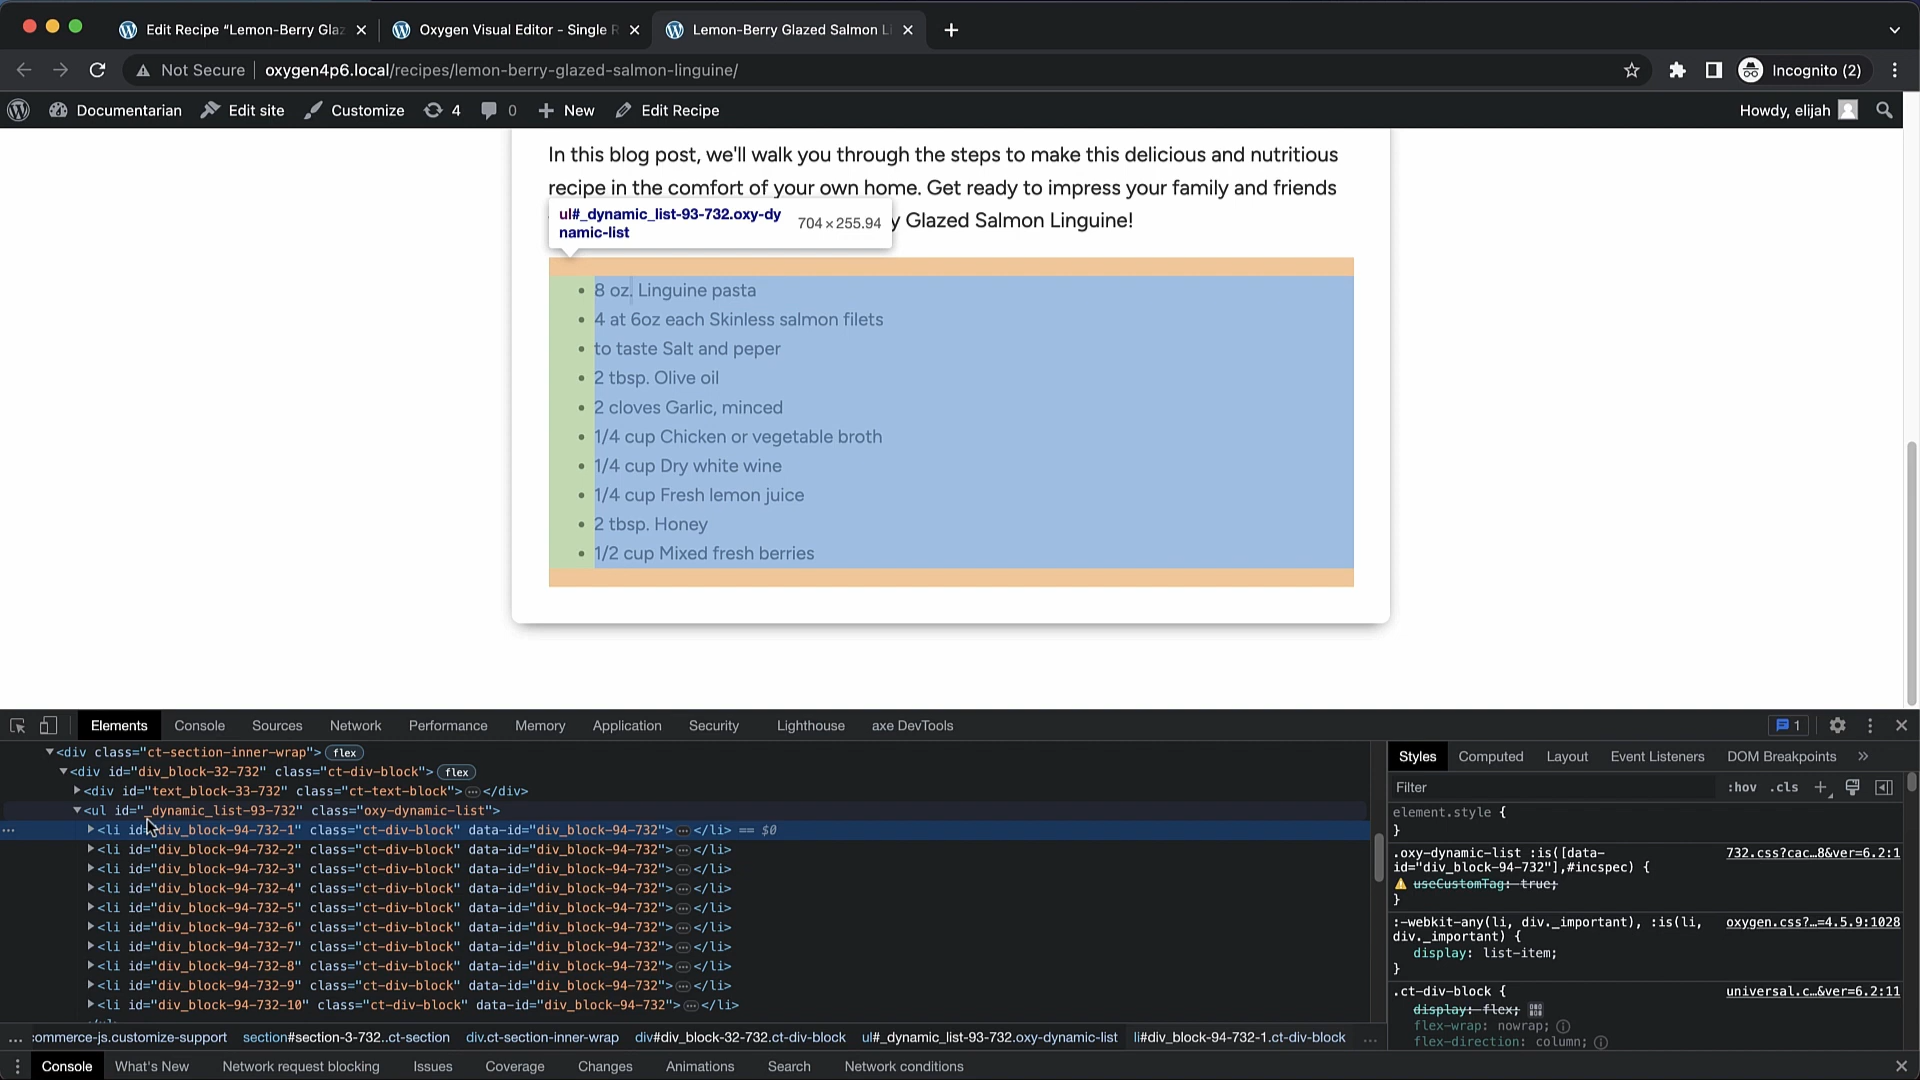 Edit Recipe “Lemon-Berry Glaz
Oxygen Visual Editor - Single R
Lemon-Berry Glazed Salmon Li
Not Secure
oxygen4p6.local/recipes/lemon-berry-glazed-salmon-linguine/
Incognito (2)
Documentarian
Edit site
Customize
4
0
New
Edit Recipe
Howdy, elijah
In this blog post, we'll walk you through the steps to make this delicious and nutritious
recipe in the comfort of your own home. Get ready to impress your family and friends
y Glazed Salmon Linguine!
ul#_dynamic_list-93-732.oxy-dy
namic-list
704×255.94
• 8 oz. Linguine pasta
• 4 at 6oz each Skinless salmon filets
• to taste Salt and peper
• 2 tbsp. Olive oil
• 2 cloves Garlic, minced
• 1/4 cup Chicken or vegetable broth
• 1/4 cup Dry white wine
• 1/4 cup Fresh lemon juice
• 2 tbsp. Honey
• 1/2 cup Mixed fresh berries
Elements
Console
Sources
Network
Performance
Memory
Application
Security
Lighthouse
axe DevTools
1
<div class="ct-section-inner-wrap"> flex
<div id="div_block-32-732" class="ct-div-block"> flex
<div id="text_block-33-732" class="ct-text-block"> … </div>
<ul id="_dynamic_list-93-732" class="oxy-dynamic-list">
<li id="div_block-94-732-1" class="ct-div-block" data-id="div_block-94-732"> … </li> == $0
<li id="div_block-94-732-2" class="ct-div-block" data-id="div_block-94-732"> … </li>
<li id="div_block-94-732-3" class="ct-div-block" data-id="div_block-94-732"> … </li>
<li id="div_block-94-732-4" class="ct-div-block" data-id="div_block-94-732"> … </li>
<li id="div_block-94-732-5" class="ct-div-block" data-id="div_block-94-732"> … </li>
<li id="div_block-94-732-6" class="ct-div-block" data-id="div_block-94-732"> … </li>
<li id="div_block-94-732-7" class="ct-div-block" data-id="div_block-94-732"> … </li>
<li id="div_block-94-732-8" class="ct-div-block" data-id="div_block-94-732"> … </li>
<li id="div_block-94-732-9" class="ct-div-block" data-id="div_block-94-732"> … </li>
<li id="div_block-94-732-10" class="ct-div-block" data-id="div_block-94-732"> … </li>
Styles
Computed
Layout
Event Listeners
DOM Breakpoints
»
Filter
:hov
.cls
element.style {
}
.oxy-dynamic-list :is([data-
732.css?cac…8&ver=6.2:1
id="div_block-94-732"],#incspec) {
useCustomTag: true;
}
:-webkit-any(li, div._important), :is(li,
oxygen.css?…=4.5.9:1028
div._important) {
display: list-item;
}
.ct-div-block {
universal.c…&ver=6.2:11
display: flex;
flex-wrap: nowrap;
flex-direction: column;
… commerce-js.customize-support
section#section-3-732..ct-section
div.ct-section-inner-wrap
div#div_block-32-732.ct-div-block
ul#_dynamic_list-93-732.oxy-dynamic-list
li#div_block-94-732-1.ct-div-block
…
Console
What's New
Network request blocking
Issues
Coverage
Changes
Animations
Search
Network conditions